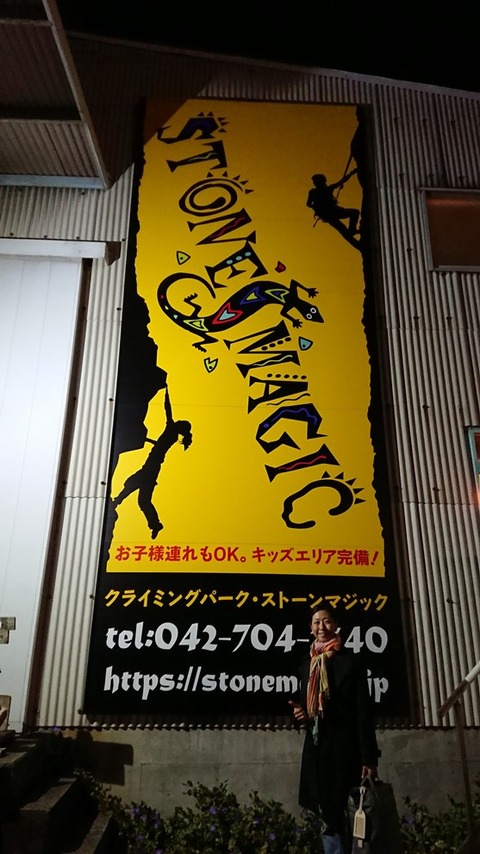 STONE
MAGIC
お子様連れもOK。キッズエリア完備!
クライミングパーク・ストーンマジック
tel:042-704- 40
https://stonem jp